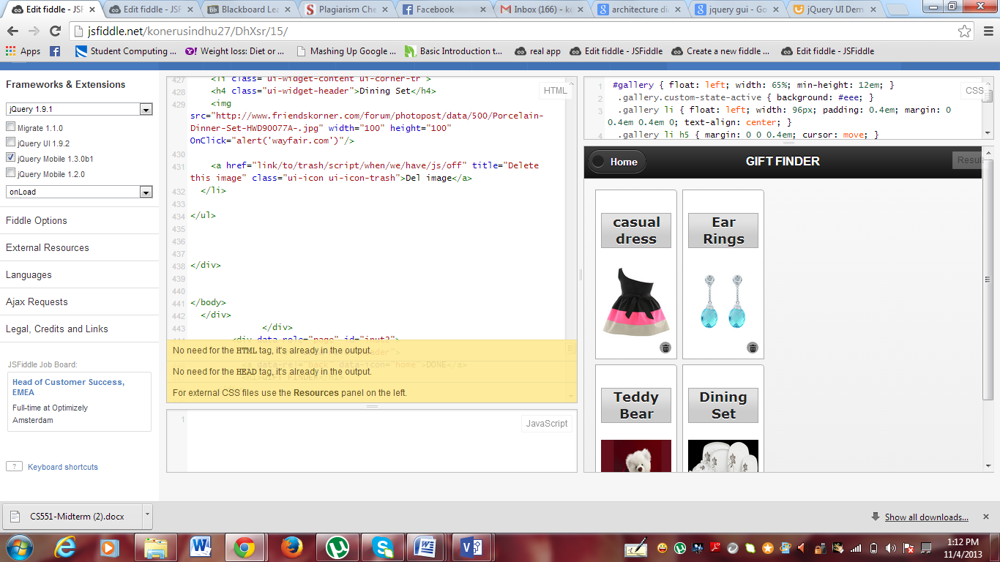 Edit fiddle - JSF
Edit fiddle - JSF
Blackboard Lea
Plagiarism Che
Facebook
Inbox (166) - k
architecture di
jquery gui - Go
jQuery UI Dem
jsfiddle.net/konerusindhu27/DhXsr/15/
Apps
Student Computing ...
Weight loss: Diet or ...
Mashing Up Google ...
Basic Introduction t...
real app
Edit fiddle - JSFiddle
Create a new fiddle ...
Edit fiddle - JSFiddle
Frameworks & Extensions
jQuery 1.9.1
Migrate 1.1.0
jQuery UI 1.9.2
jQuery Mobile 1.3.0b1
jQuery Mobile 1.2.0
onLoad
Fiddle Options
External Resources
Languages
Ajax Requests
Legal, Credits and Links
JSFiddle Job Board:
Head of Customer Success,
EMEA
Full-time at Optimizely
Amsterdam
? Keyboard shortcuts
HTML
427 <li class="ui-widget-content ui-corner-tr">
428 <h4 class="ui-widget-header">Dining Set</h4>
429 <img
src="http://www.friendskorner.com/forum/photopost/data/500/Porcelain-
Dinner-Set-HWD90077A-.jpg" width="100" height="100"
OnClick="alert('wayfair.com')"/>
430
431 <a href="link/to/trash/script/when/we/have/js/off" title="Delete
this image" class="ui-icon ui-icon-trash">Del image</a>
432 </li>
433
434 </ul>
435
436
437
438 </div>
439
440
441 </body>
442 </div>
443 </div>
<div data-role="page" id="inut2">
header">
<a data-rel="back" data-icon="home">DONE</a>
GIFT FINDER
No need for the HTML tag, it's already in the output.
No need for the HEAD tag, it's already in the output.
For external CSS files use the Resources panel on the left.
1
JavaScript
CSS
1 #gallery { float: left; width: 65%; min-height: 12em; }
2 .gallery.custom-state-active { background: #eee; }
3 .gallery li { float: left; width: 96px; padding: 0.4em; margin: 0
0.4em 0.4em 0; text-align: center; }
4 .gallery li h5 { margin: 0 0 0.4em; cursor: move; }
Home
GIFT FINDER
Result
casual
dress
Ear
Rings
Teddy
Bear
Dining
Set
CS551-Midterm (2).docx
Show all downloads...
1:12 PM
11/4/2013